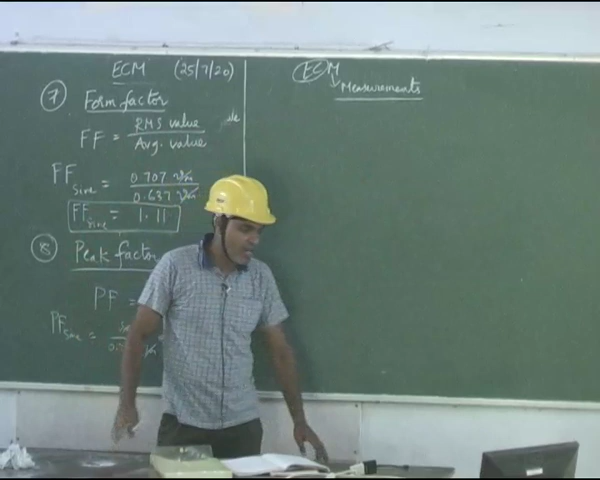 ECM (25/7/20)
7 Form factor
FF = RMS value
Avg. value
FF sine = 0.707 Vm
0.637 Vm
FF sine = 1.11
8 Peak factor
PF =
PF sine =
ECM
Measurements